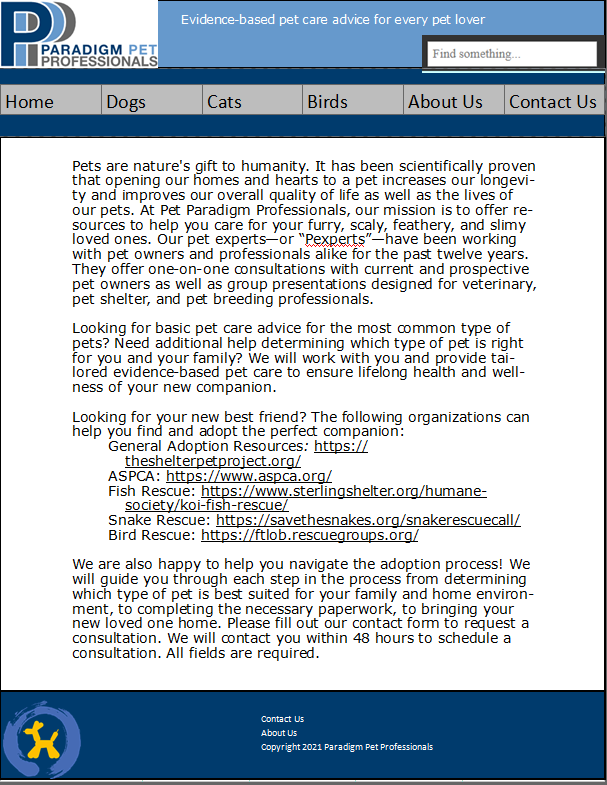 Evidence-based pet care advice for every pet lover
PARADIGM PET
PROFESSIONALS
Find something...
Home Dogs Cats Birds About Us Contact Us
Pets are nature's gift to humanity. It has been scientifically proven
that opening our homes and hearts to a pet increases our longevi-
ty and improves our overall quality of life as well as the lives of
our pets. At Pet Paradigm Professionals, our mission is to offer re-
sources to help you care for your furry, scaly, feathery, and slimy
loved ones. Our pet experts—or “Pexperts”—have been working
with pet owners and professionals alike for the past twelve years.
They offer one-on-one consultations with current and prospective
pet owners as well as group presentations designed for veterinary,
pet shelter, and pet breeding professionals.
Looking for basic pet care advice for the most common type of
pets? Need additional help determining which type of pet is right
for you and your family? We will work with you and provide tai-
lored evidence-based pet care to ensure lifelong health and well-
ness of your new companion.
Looking for your new best friend? The following organizations can
help you find and adopt the perfect companion:
General Adoption Resources: https://
theshelterpetproject.org/
ASPCA: https://www.aspca.org/
Fish Rescue: https://www.sterlingshelter.org/humane-
society/koi-fish-rescue/
Snake Rescue: https://savethesnakes.org/snakerescuecall/
Bird Rescue: https://ftlob.rescuegroups.org/
We are also happy to help you navigate the adoption process! We
will guide you through each step in the process from determining
which type of pet is best suited for your family and home environ-
ment, to completing the necessary paperwork, to bringing your
new loved one home. Please fill out our contact form to request a
consultation. We will contact you within 48 hours to schedule a
consultation. All fields are required.
Contact Us
About Us
Copyright 2021 Paradigm Pet Professionals